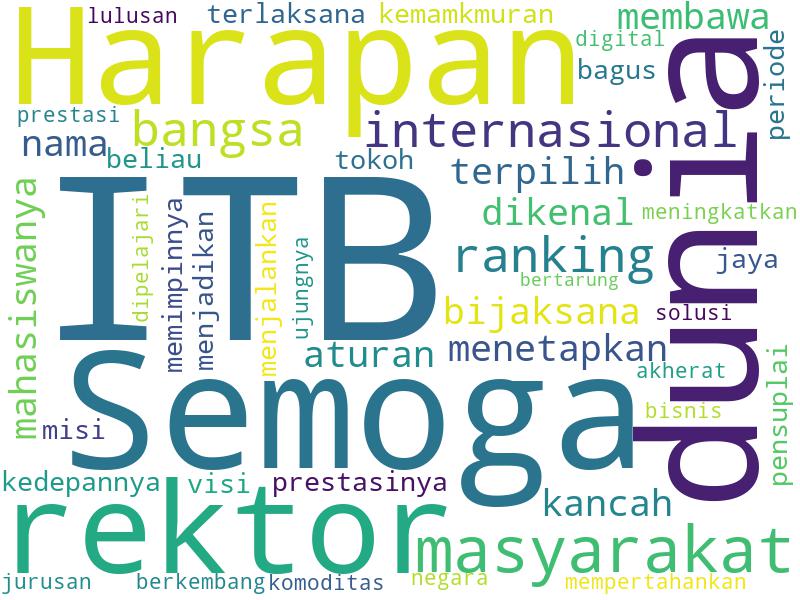 lulusan
terlaksana
kemamkmuran
membawa
Harapan
digital
bagus
periode
dunia
prestasi
bangsa
internasional
nama
beliau
tokoh
terpilih
ITB
mahasiswanya
dipelajari
memimpinnya
menjadikan
menjalankan
ujungnya
dikenal
meningkatkan
ranking
jaya
bertarung
bijaksana
solusi
aturan
menetapkan
akherat
Semoga
bisnis
pensuplai
misi
kedepannya
visi
prestasinya
kancah
rektor
masyarakat
jurusan
berkembang
komoditas
negara
mempertahankan